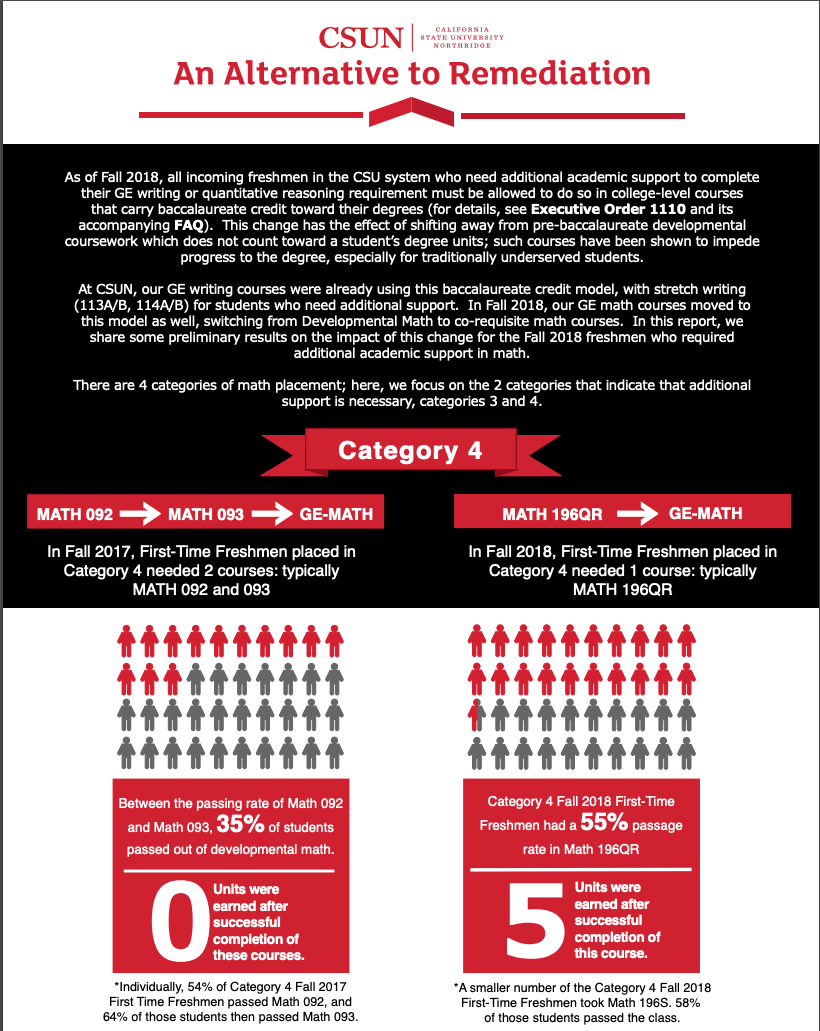 CSUN
CALIFORNIA
STATE UNIVERSITY
NORTHRIDGE
An Alternative to Remediation
As of Fall 2018, all incoming freshmen in the CSU system who need additional academic support to complete
their GE writing or quantitative reasoning requirement must be allowed to do so in college-level courses
that carry baccalaureate credit toward their degrees (for details, see Executive Order 1110 and its
accompanying FAQ).  This change has the effect of shifting away from pre-baccalaureate developmental
coursework which does not count toward a student's degree units; such courses have been shown to impede
progress to the degree, especially for traditionally underserved students.
At CSUN, our GE writing courses were already using this baccalaureate credit model, with stretch writing
(113A/B, 114A/B) for students who need additional support.  In Fall 2018, our GE math courses moved to
this model as well, switching from Developmental Math to co-requisite math courses.  In this report, we
share some preliminary results on the impact of this change for the Fall 2018 freshmen who required
additional academic support in math.
There are 4 categories of math placement; here, we focus on the 2 categories that indicate that additional
support is necessary, categories 3 and 4.
Category 4
MATH 092 → MATH 093 → GE-MATH
In Fall 2017, First-Time Freshmen placed in
Category 4 needed 2 courses: typically
MATH 092 and 093
MATH 196QR → GE-MATH
In Fall 2018, First-Time Freshmen placed in
Category 4 needed 1 course: typically
MATH 196QR
Between the passing rate of Math 092
and Math 093, 35% of students
passed out of developmental math.
0
Units were
earned after
successful
completion of
these courses.
*Individually, 54% of Category 4 Fall 2017
First Time Freshmen passed Math 092, and
64% of those students then passed Math 093.
Category 4 Fall 2018 First-Time
Freshmen had a 55% passage
rate in Math 196QR
5
Units were
earned after
successful
completion of
this course.
*A smaller number of the Category 4 Fall 2018
First-Time Freshmen took Math 196S. 58%
of those students passed the class.